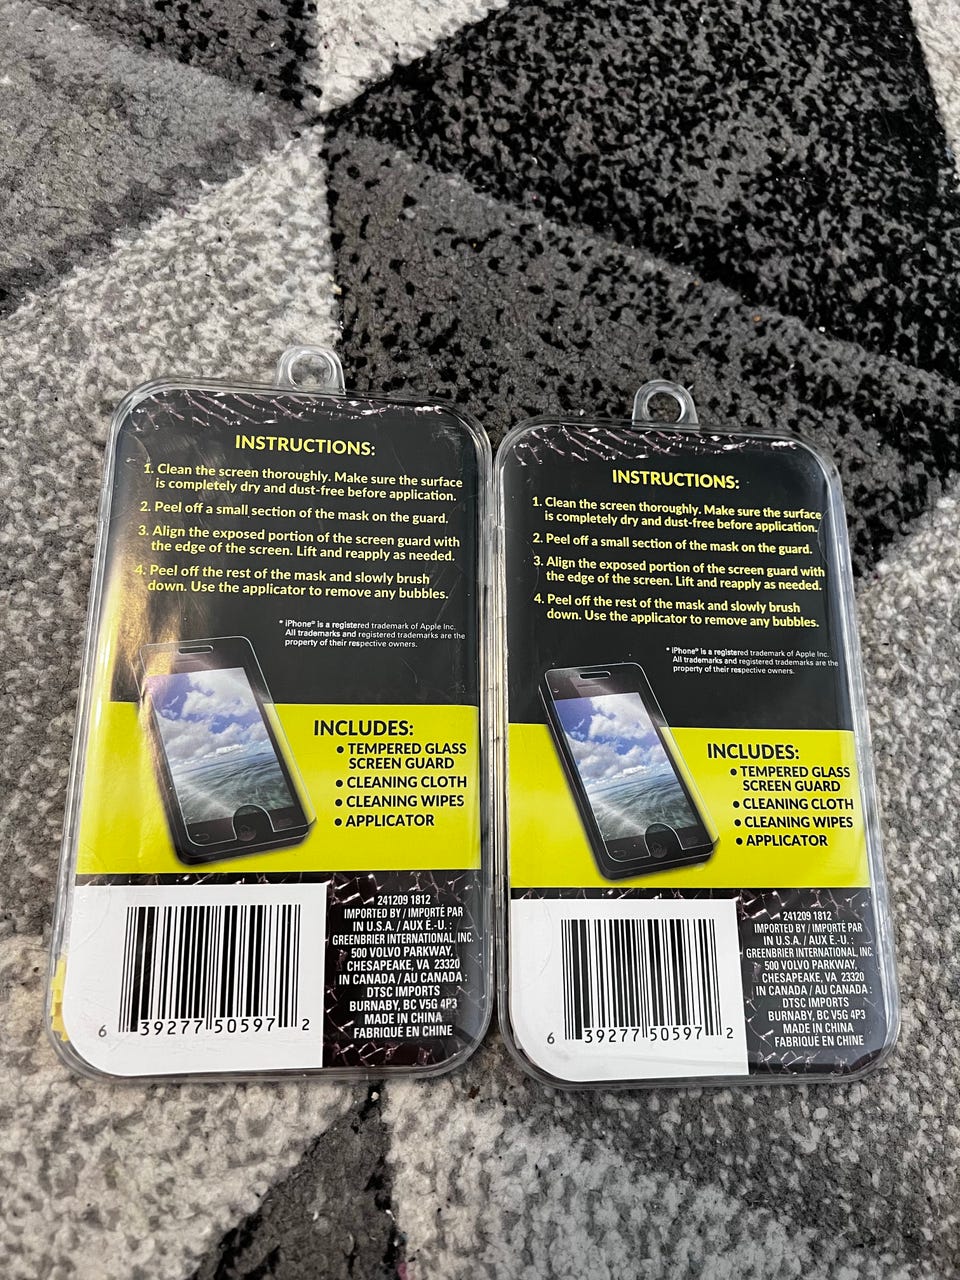 INSTRUCTIONS:
1. Clean the screen thoroughly. Make sure the surface
is completely dry and dust-free before application.
2. Peel off a small section of the mask on the guard.
3. Align the exposed portion of the screen guard with
the edge of the screen. Lift and reapply as needed.
4. Peel off the rest of the mask and slowly brush
down. Use the applicator to remove any bubbles.
* iPhone® is a registered trademark of Apple Inc.
All trademarks and registered trademarks are the
property of their respective owners.
INCLUDES:
• TEMPERED GLASS
SCREEN GUARD
• CLEANING CLOTH
• CLEANING WIPES
• APPLICATOR
241209 1812
IMPORTED BY / IMPORTÉ PAR
IN U.S.A. / AUX É.-U. :
GREENBRIER INTERNATIONAL, INC.
500 VOLVO PARKWAY,
CHESAPEAKE, VA 23320
IN CANADA / AU CANADA :
DTSC IMPORTS
BURNABY, BC V5G 4P3
MADE IN CHINA
FABRIQUÉ EN CHINE
6 39277 50597 2
INSTRUCTIONS:
1. Clean the screen thoroughly. Make sure the surface
is completely dry and dust-free before application.
2. Peel off a small section of the mask on the guard.
3. Align the exposed portion of the screen guard with
the edge of the screen. Lift and reapply as needed.
4. Peel off the rest of the mask and slowly brush
down. Use the applicator to remove any bubbles.
* iPhone® is a registered trademark of Apple Inc.
All trademarks and registered trademarks are the
property of their respective owners.
INCLUDES:
• TEMPERED GLASS
SCREEN GUARD
• CLEANING CLOTH
• CLEANING WIPES
• APPLICATOR
241209 1812
IMPORTED BY / IMPORTÉ PAR
IN U.S.A. / AUX É.-U. :
GREENBRIER INTERNATIONAL, INC.
500 VOLVO PARKWAY,
CHESAPEAKE, VA 23320
IN CANADA / AU CANADA :
DTSC IMPORTS
BURNABY, BC V5G 4P3
MADE IN CHINA
FABRIQUÉ EN CHINE
6 39277 50597 2